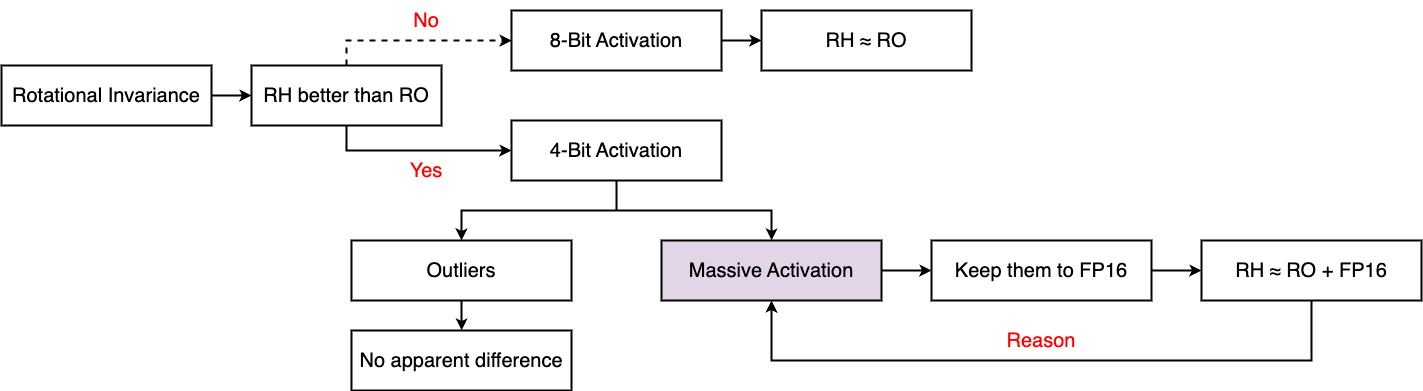 No
8-Bit Activation
RH ≈ RO
Rotational Invariance
RH better than RO
4-Bit Activation
Yes
Outliers
Massive Activation
Keep them to FP16
RH ≈ RO + FP16
Reason
No apparent difference